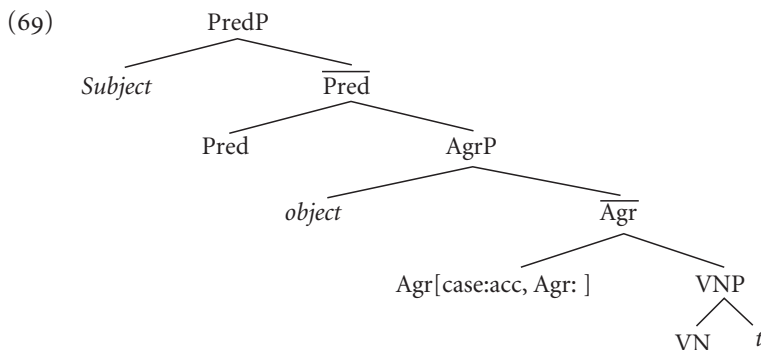 (69)
PredP
Subject
Pred
Pred
AgrP
object
Agr
Agr[case:acc, Agr: ]
VNP
VN
t